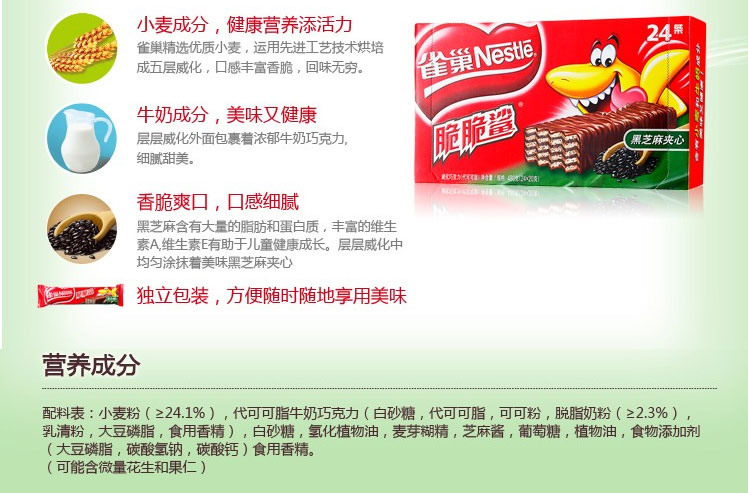 小麦成分，健康营养添活力
雀巢精选优质小麦，运用先进工艺技术烘培
成五层威化，口感丰富香脆，回味无穷。
牛奶成分，美味又健康
层层威化外面包裹着浓郁牛奶巧克力，
细腻甜美。
香脆爽口，口感细腻
黑芝麻含有大量的脂肪和蛋白质，丰富的维生
素A,维生素E有助于儿童健康成长。层层威化中
均匀涂抹着美味黑芝麻夹心
独立包装，方便随时随地享用美味
24条
雀巢Nestlé®
脆脆鲨®
黑芝麻夹心
营养成分
配料表：小麦粉（≥24.1%），代可可脂牛奶巧克力（白砂糖，代可可脂，可可粉，脱脂奶粉（≥2.3%），
乳清粉，大豆磷脂，食用香精），白砂糖，氢化植物油，麦芽糊精，芝麻酱，葡萄糖，植物油，食物添加剂
（大豆磷脂，碳酸氢钠，碳酸钙）食用香精。
（可能含微量花生和果仁）